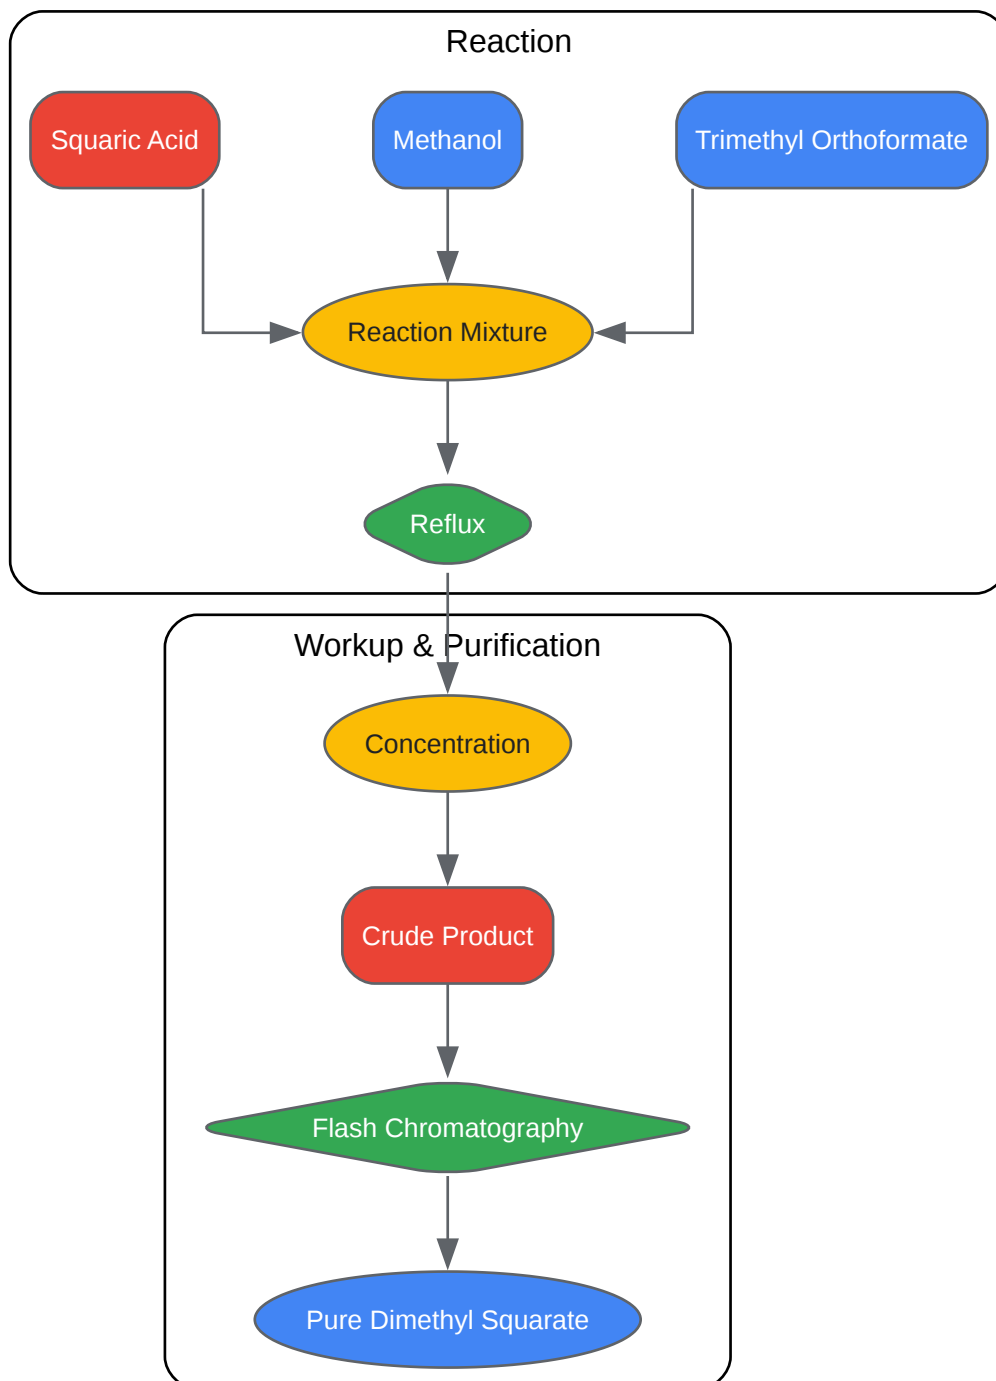 Reaction
Squaric Acid
Methanol
Trimethyl Orthoformate
Reaction Mixture
Reflux
Workup & Purification
Concentration
Crude Product
Flash Chromatography
Pure Dimethyl Squarate